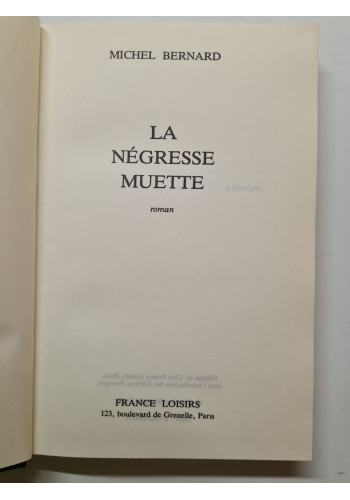 MICHEL BERNARD
LA
NÉGRESSE
MUETTE
roman
FRANCE LOISIRS
123, boulevard de Grenelle, Paris